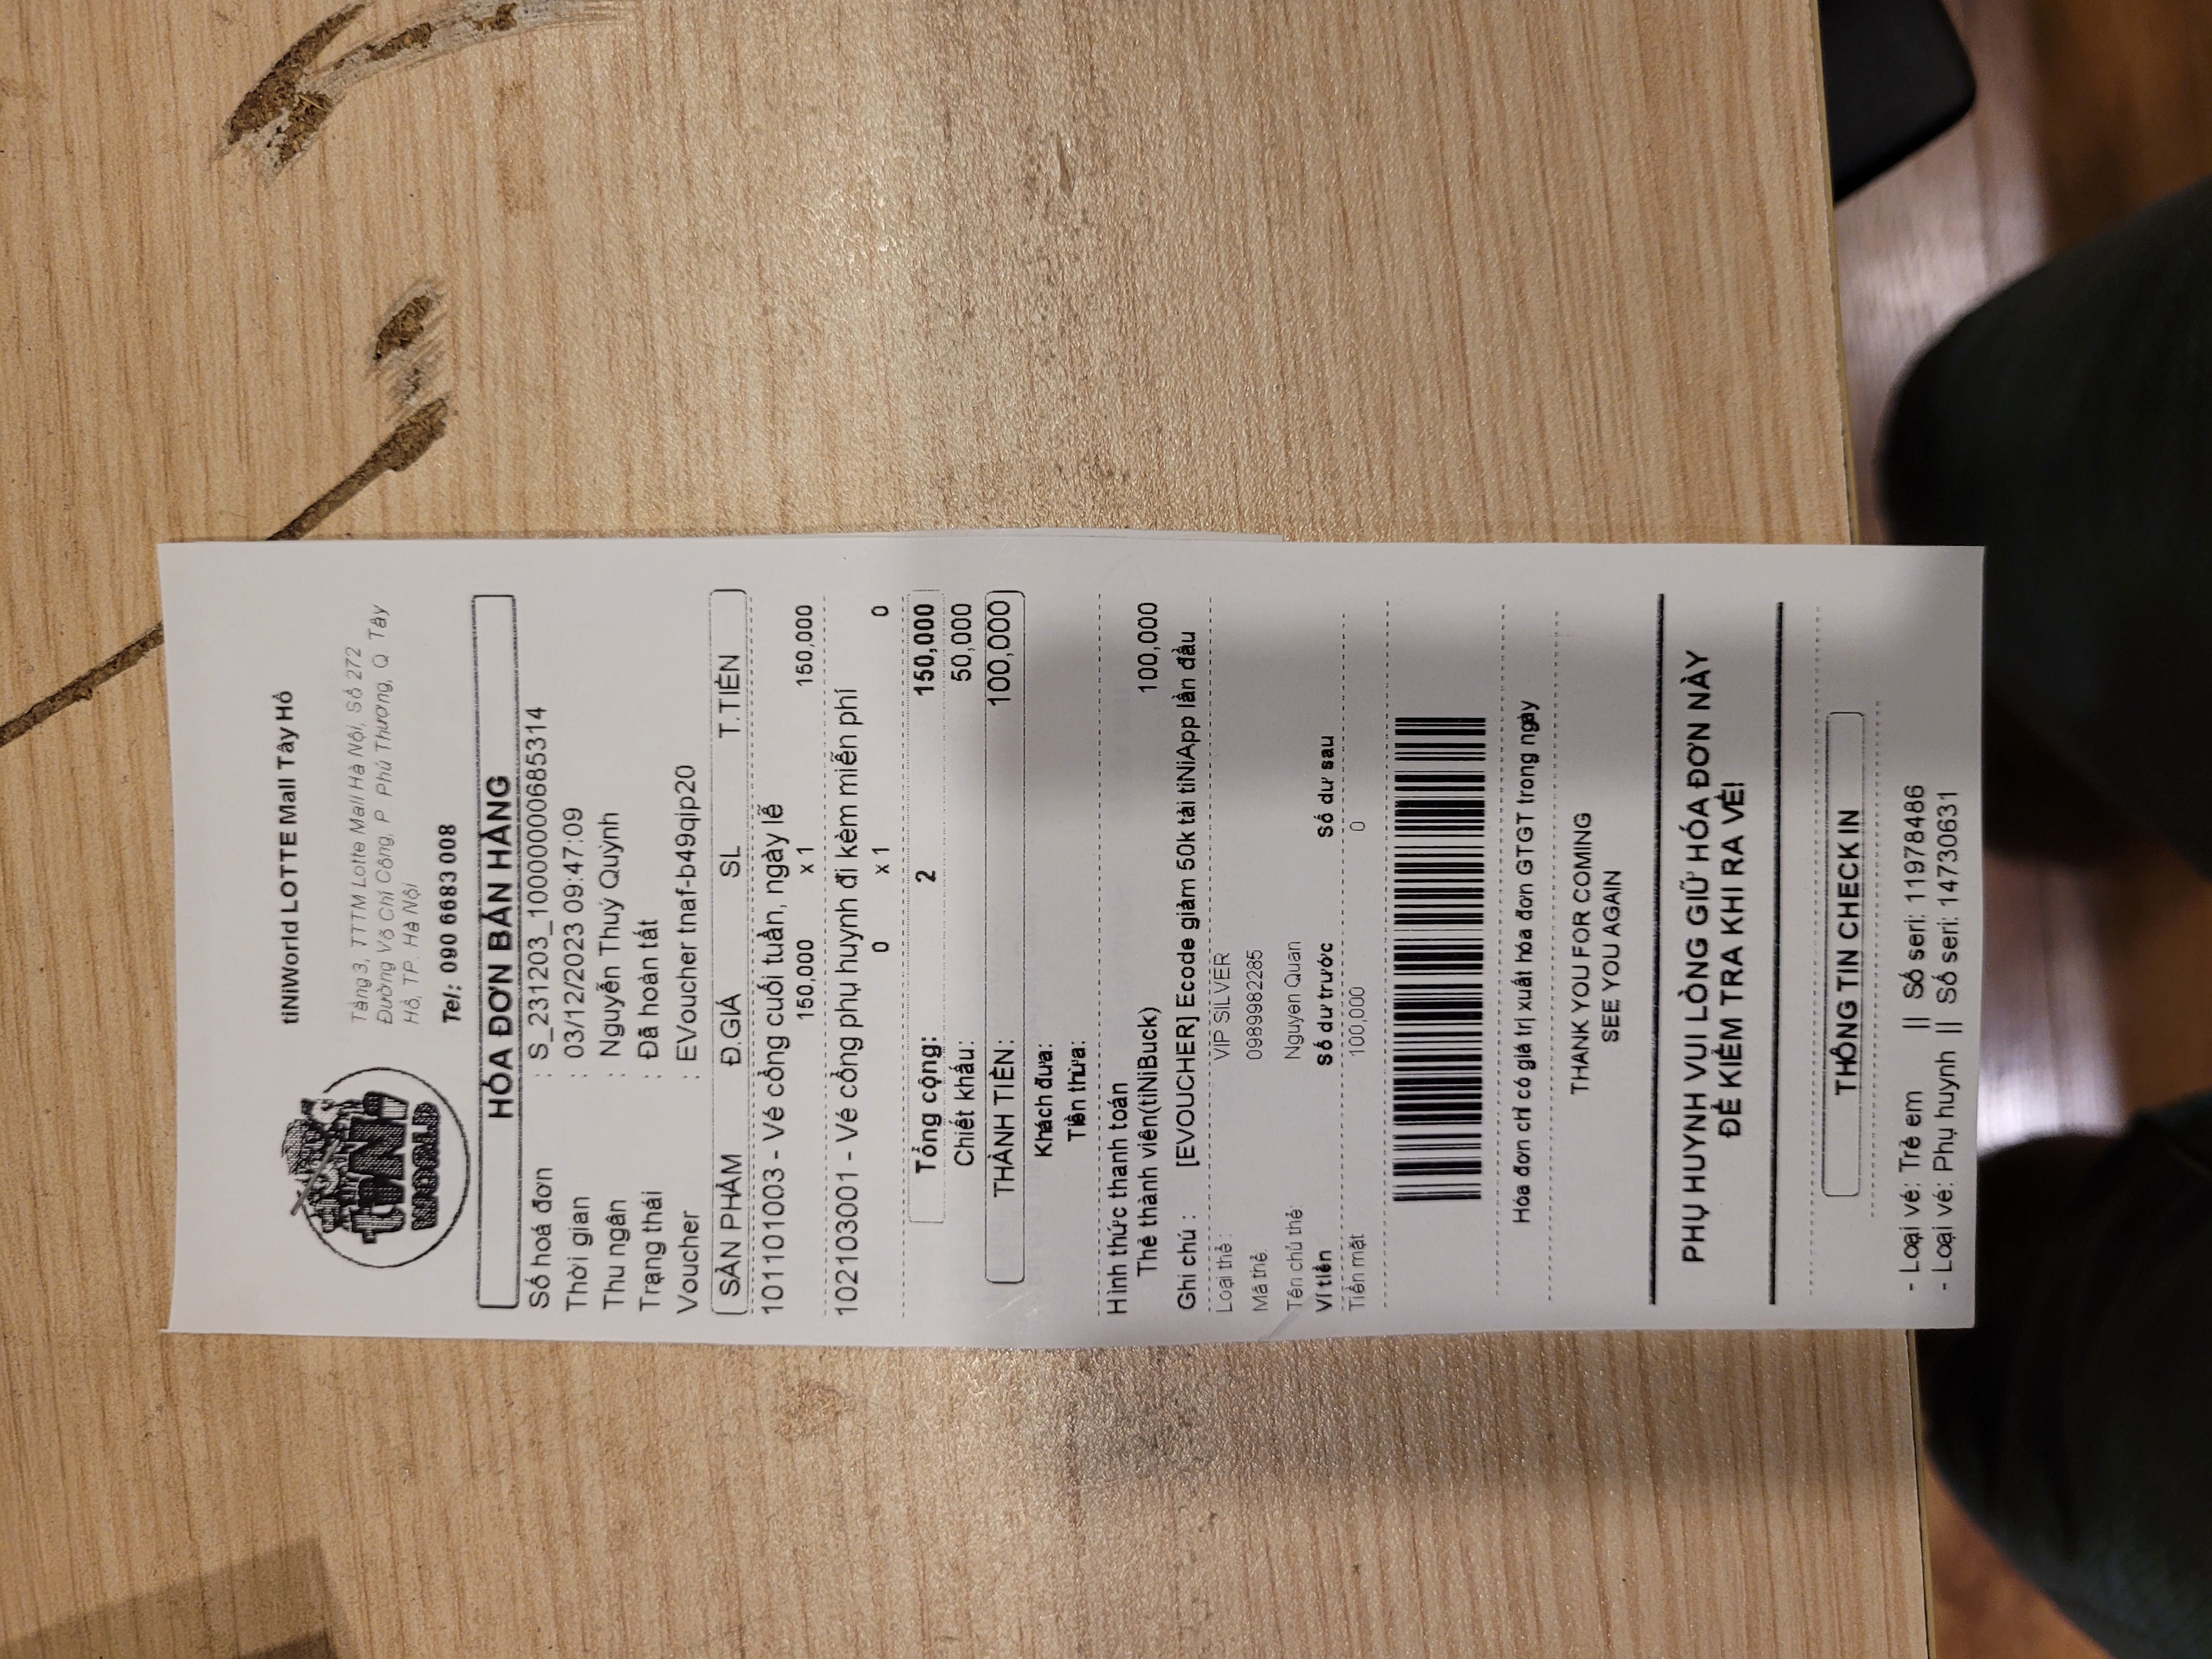 tiNi
WORLD
tiNiWorld LOTTE Mall Tây Hồ
Tầng 3, TTTM Lotte Mall Hà Nội, Số 272
Đường Võ Chí Công, P. Phú Thượng, Q. Tây
Hồ, TP. Hà Nội
Tel: 090 6683 008
HÓA ĐƠN BÁN HÀNG
Số hoá đơn : S_231203_10000000685314
Thời gian : 03/12/2023 09:47:09
Thu ngân : Nguyễn Thuý Quỳnh
Trạng thái : Đã hoàn tất
Voucher : EVoucher tnaf-b49qip20
SẢN PHẨM Đ.GIÁ SL T.TIỀN
101101003 - Vé cổng cuối tuần, ngày lễ
150,000 x 1 150,000
102103001 - Vé cổng phụ huynh đi kèm miễn phí
0 x 1 0
Tổng cộng: 2 150,000
Chiết khấu: 50,000
THÀNH TIỀN: 100,000
Khách đưa:
Tiền thừa:
Hình thức thanh toán
Thẻ thành viên(tiNiBuck) 100,000
Ghi chú : [EVOUCHER] Ecode giảm 50k tải tiNiApp lần đầu
Loại thẻ : VIP SILVER
Mã thẻ: 0989982285
Tên chủ thẻ: Nguyen Quan
Ví tiền Số dư trước Số dư sau
Tiền mặt 100,000 0
Hóa đơn chỉ có giá trị xuất hóa đơn GTGT trong ngày
THANK YOU FOR COMING
SEE YOU AGAIN
PHỤ HUYNH VUI LÒNG GIỮ HÓA ĐƠN NÀY
ĐỂ KIỂM TRA KHI RA VỀ!
THÔNG TIN CHECK IN
- Loại vé: Trẻ em || Số seri: 11978486
- Loại vé: Phụ huynh || Số seri: 14730631